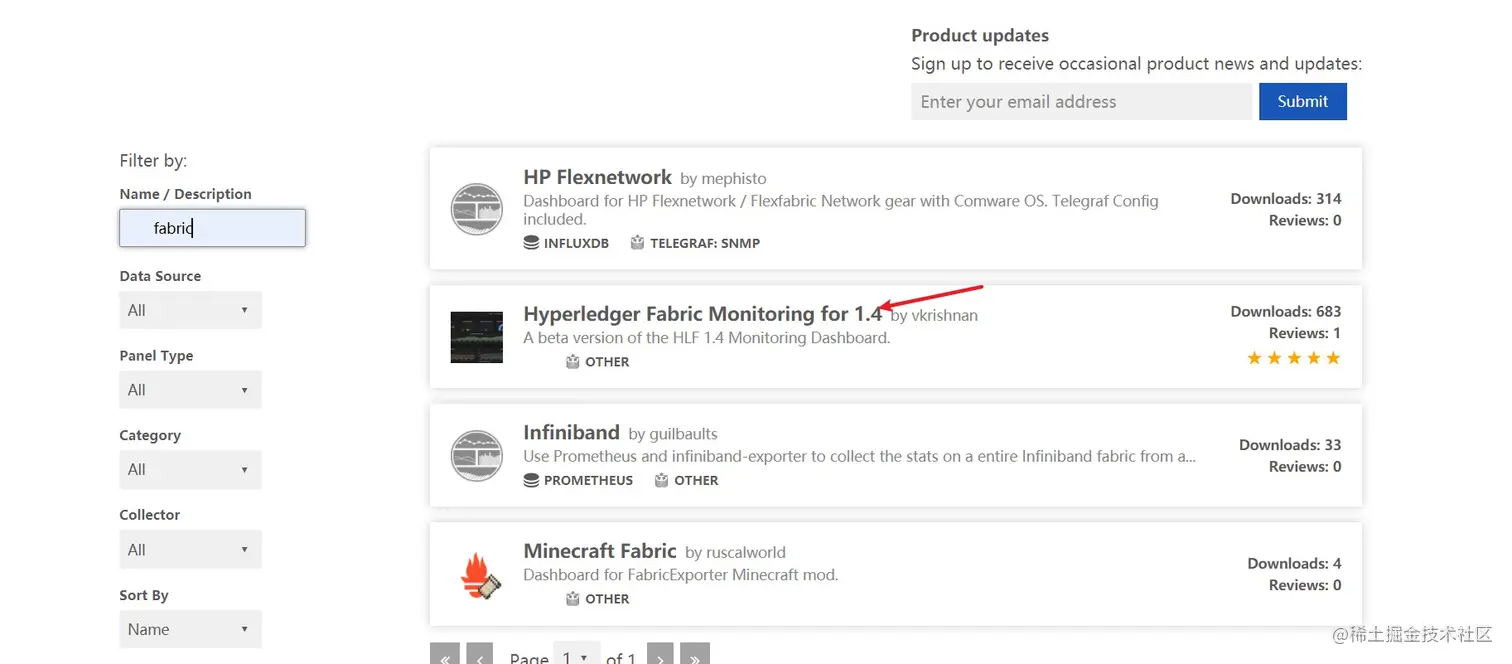 Product updates
Sign up to receive occasional product news and updates:
Enter your email address
Submit
Filter by:
Name / Description
fabric
Data Source
All
Panel Type
All
Category
All
Collector
All
Sort By
Name
HP Flexnetwork by mephisto
Dashboard for HP Flexnetwork / Flexfabric Network gear with Comware OS. Telegraf Config
included.
INFLUXDB TELEGRAF: SNMP
Downloads: 314
Reviews: 0
Hyperledger Fabric Monitoring for 1.4 by vkrishnan
A beta version of the HLF 1.4 Monitoring Dashboard.
OTHER
Downloads: 683
Reviews: 1
Infiniband by guilbaults
Use Prometheus and infiniband-exporter to collect the stats on a entire Infiniband fabric from a...
PROMETHEUS OTHER
Downloads: 33
Reviews: 0
Minecraft Fabric by ruscalworld
Dashboard for FabricExporter Minecraft mod.
OTHER
Downloads: 4
Reviews: 0
« ‹ Page 1 of 1 › »
@稀土掘金技术社区